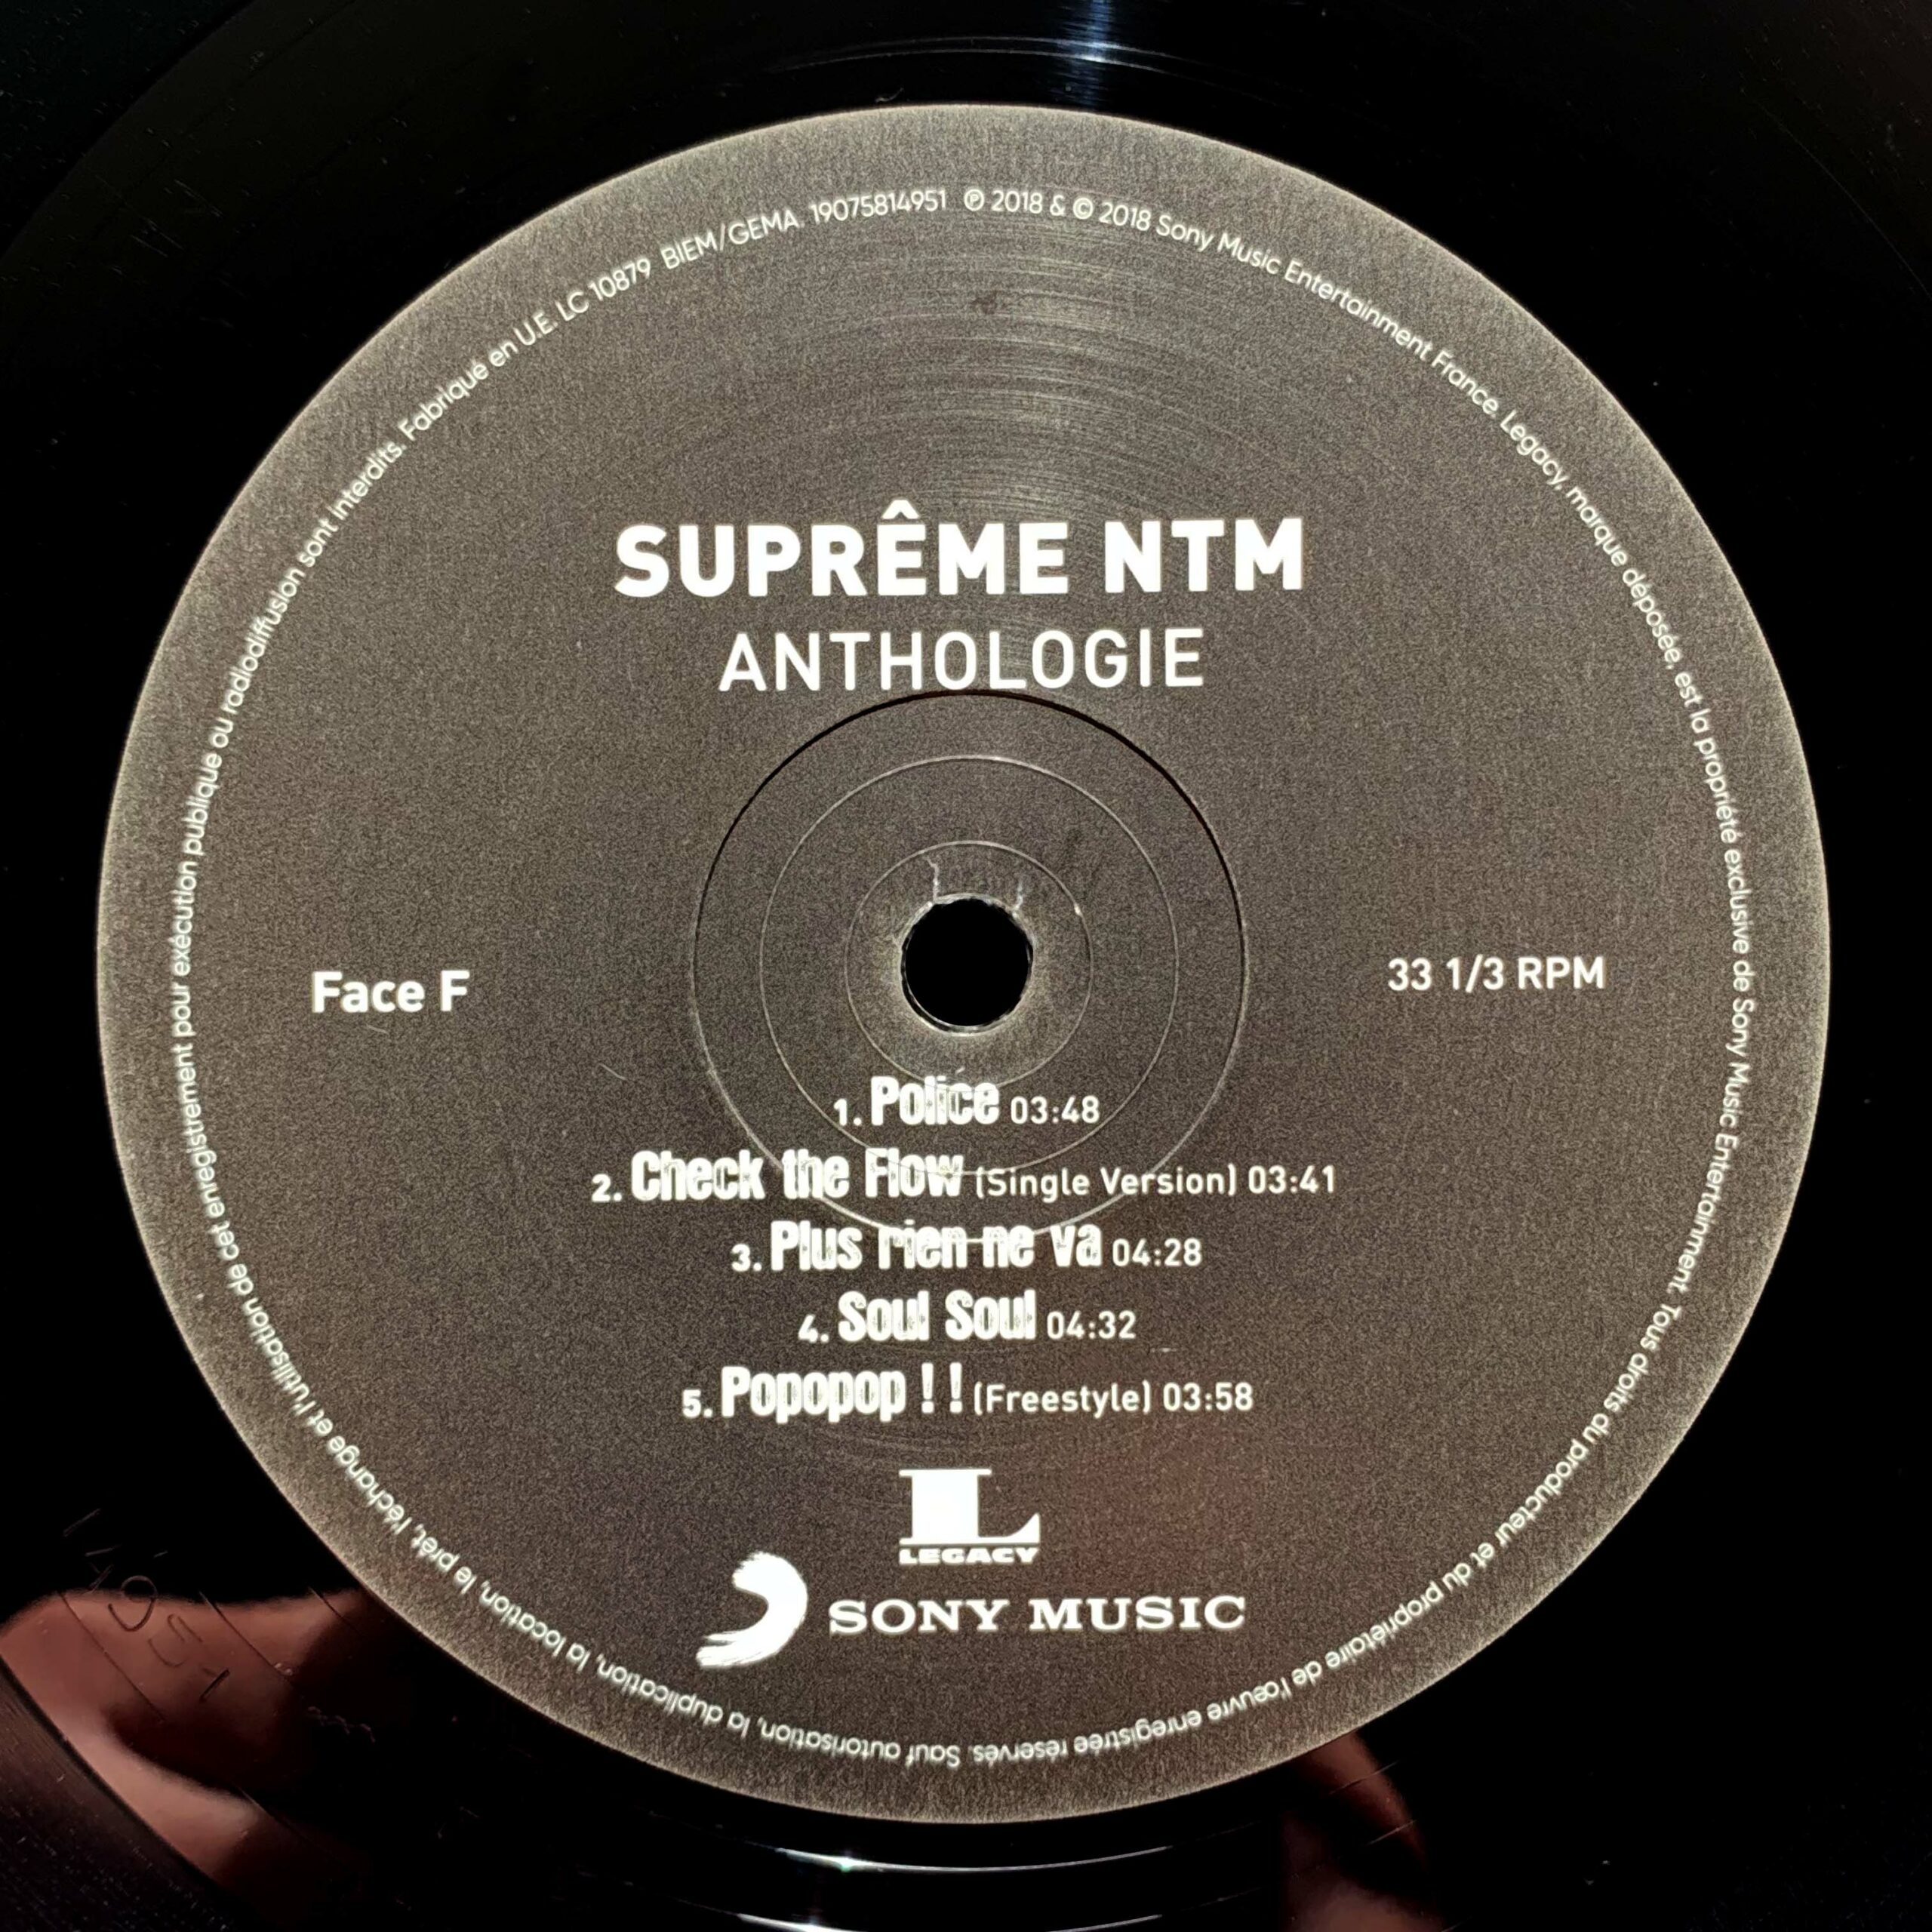 SUPRÊME NTM
ANTHOLOGIE
Face F
33 1/3 RPM
1. Police 03:48
2. Check the Flow (Single Version) 03:41
3. Plus rien ne va 04:28
4. Soul Soul 04:32
5. Popopop !! (Freestyle) 03:58
L
LEGACY
SONY MUSIC
℗ 2018 & © 2018 Sony Music Entertainment France. Legacy, marque déposée, est la propriété exclusive de Sony Music Entertainment. Tous droits du producteur et du propriétaire de l'œuvre enregistrée réservés. Sauf autorisation, la duplication, la location, le prêt, l'échange et l'utilisation de cet enregistrement pour exécution publique ou radiodiffusion sont interdits. Fabriqué en U.E. LC 10879 BIEM/GEMA. 19075814951